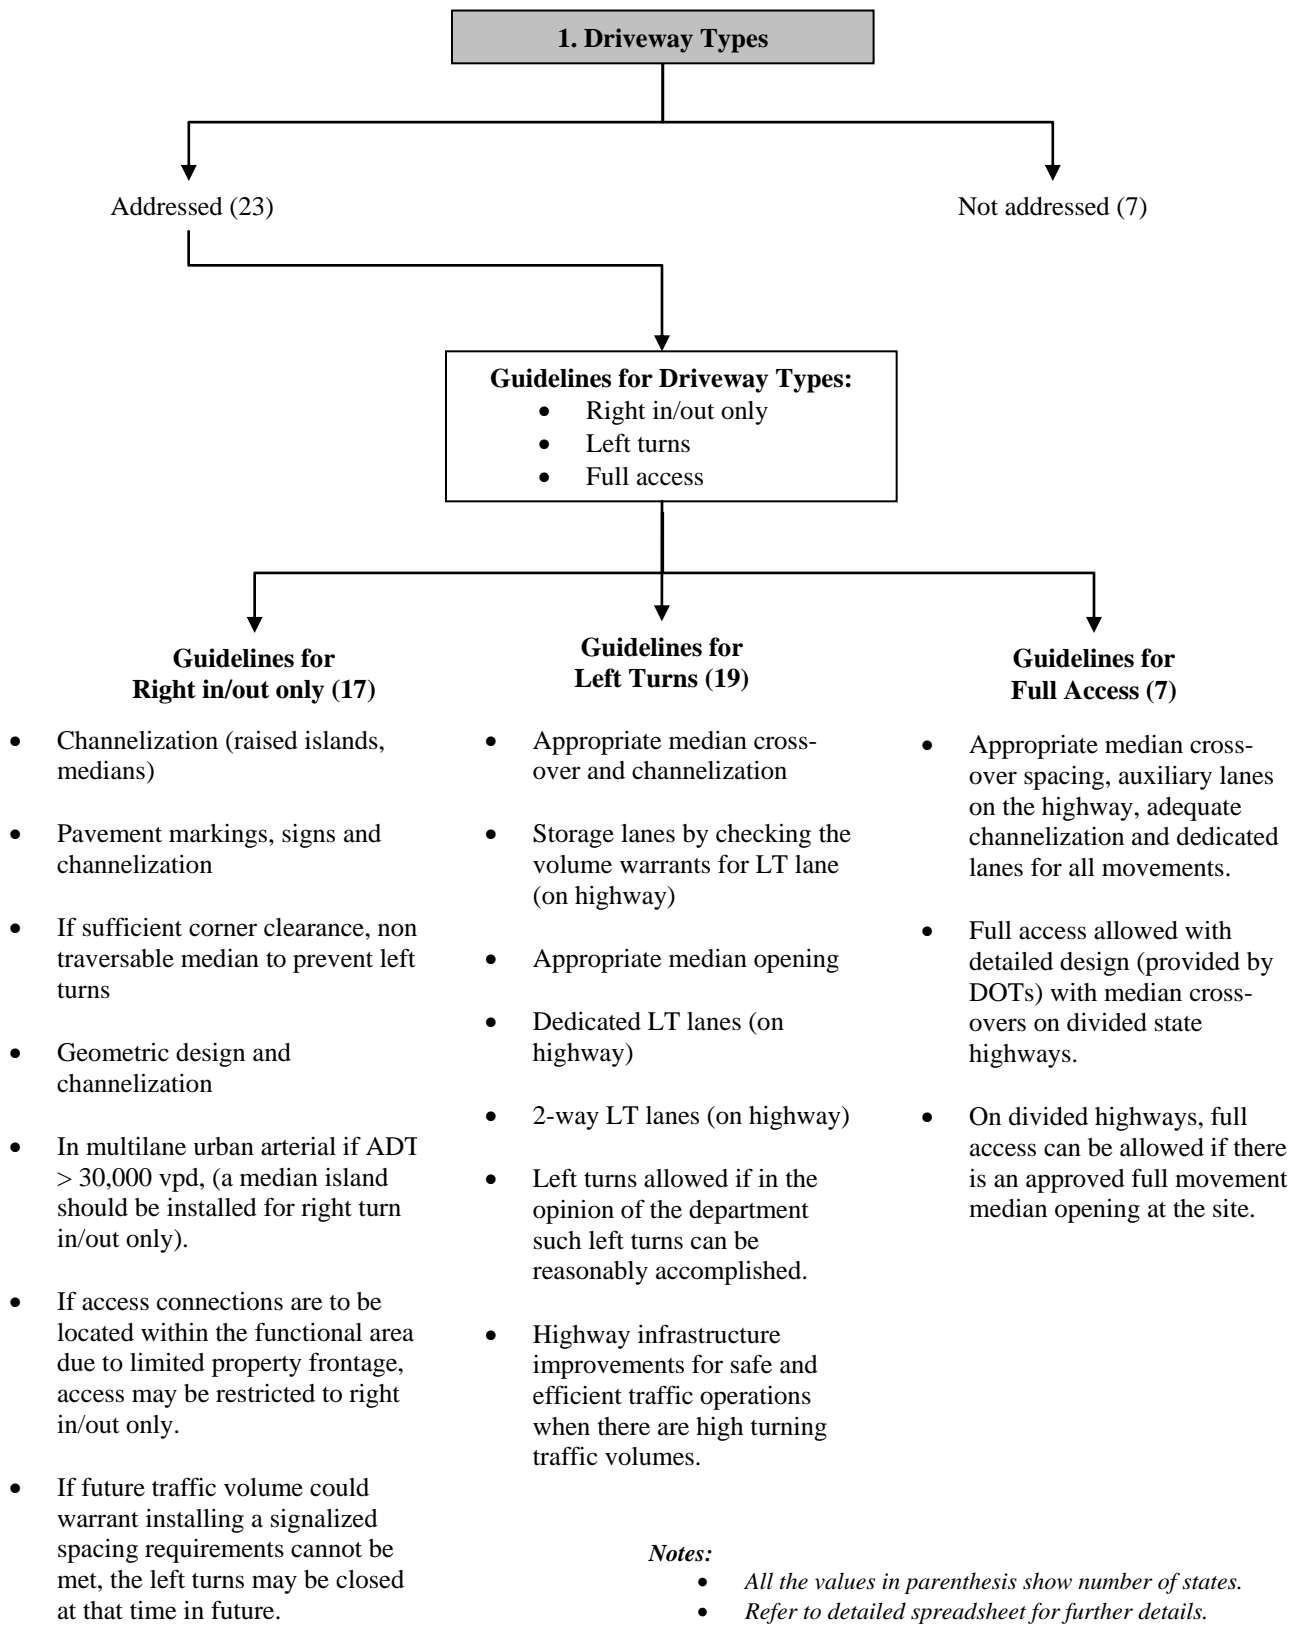 1. Driveway Types
Addressed (23)
Not addressed (7)
Guidelines for Driveway Types:
• Right in/out only
• Left turns
• Full access
Guidelines for
Right in/out only (17)
• Channelization (raised islands,
medians)
• Pavement markings, signs and
channelization
• If sufficient corner clearance, non
traversable median to prevent left
turns
• Geometric design and
channelization
• In multilane urban arterial if ADT
> 30,000 vpd, (a median island
should be installed for right turn
in/out only).
• If access connections are to be
located within the functional area
due to limited property frontage,
access may be restricted to right
in/out only.
• If future traffic volume could
warrant installing a signalized
spacing requirements cannot be
met, the left turns may be closed
at that time in future.
Guidelines for
Left Turns (19)
• Appropriate median cross-
over and channelization
• Storage lanes by checking the
volume warrants for LT lane
(on highway)
• Appropriate median opening
• Dedicated LT lanes (on
highway)
• 2-way LT lanes (on highway)
• Left turns allowed if in the
opinion of the department
such left turns can be
reasonably accomplished.
• Highway infrastructure
improvements for safe and
efficient traffic operations
when there are high turning
traffic volumes.
Guidelines for
Full Access (7)
• Appropriate median cross-
over spacing, auxiliary lanes
on the highway, adequate
channelization and dedicated
lanes for all movements.
• Full access allowed with
detailed design (provided by
DOTs) with median cross-
overs on divided state
highways.
• On divided highways, full
access can be allowed if there
is an approved full movement
median opening at the site.
Notes:
• All the values in parenthesis show number of states.
• Refer to detailed spreadsheet for further details.